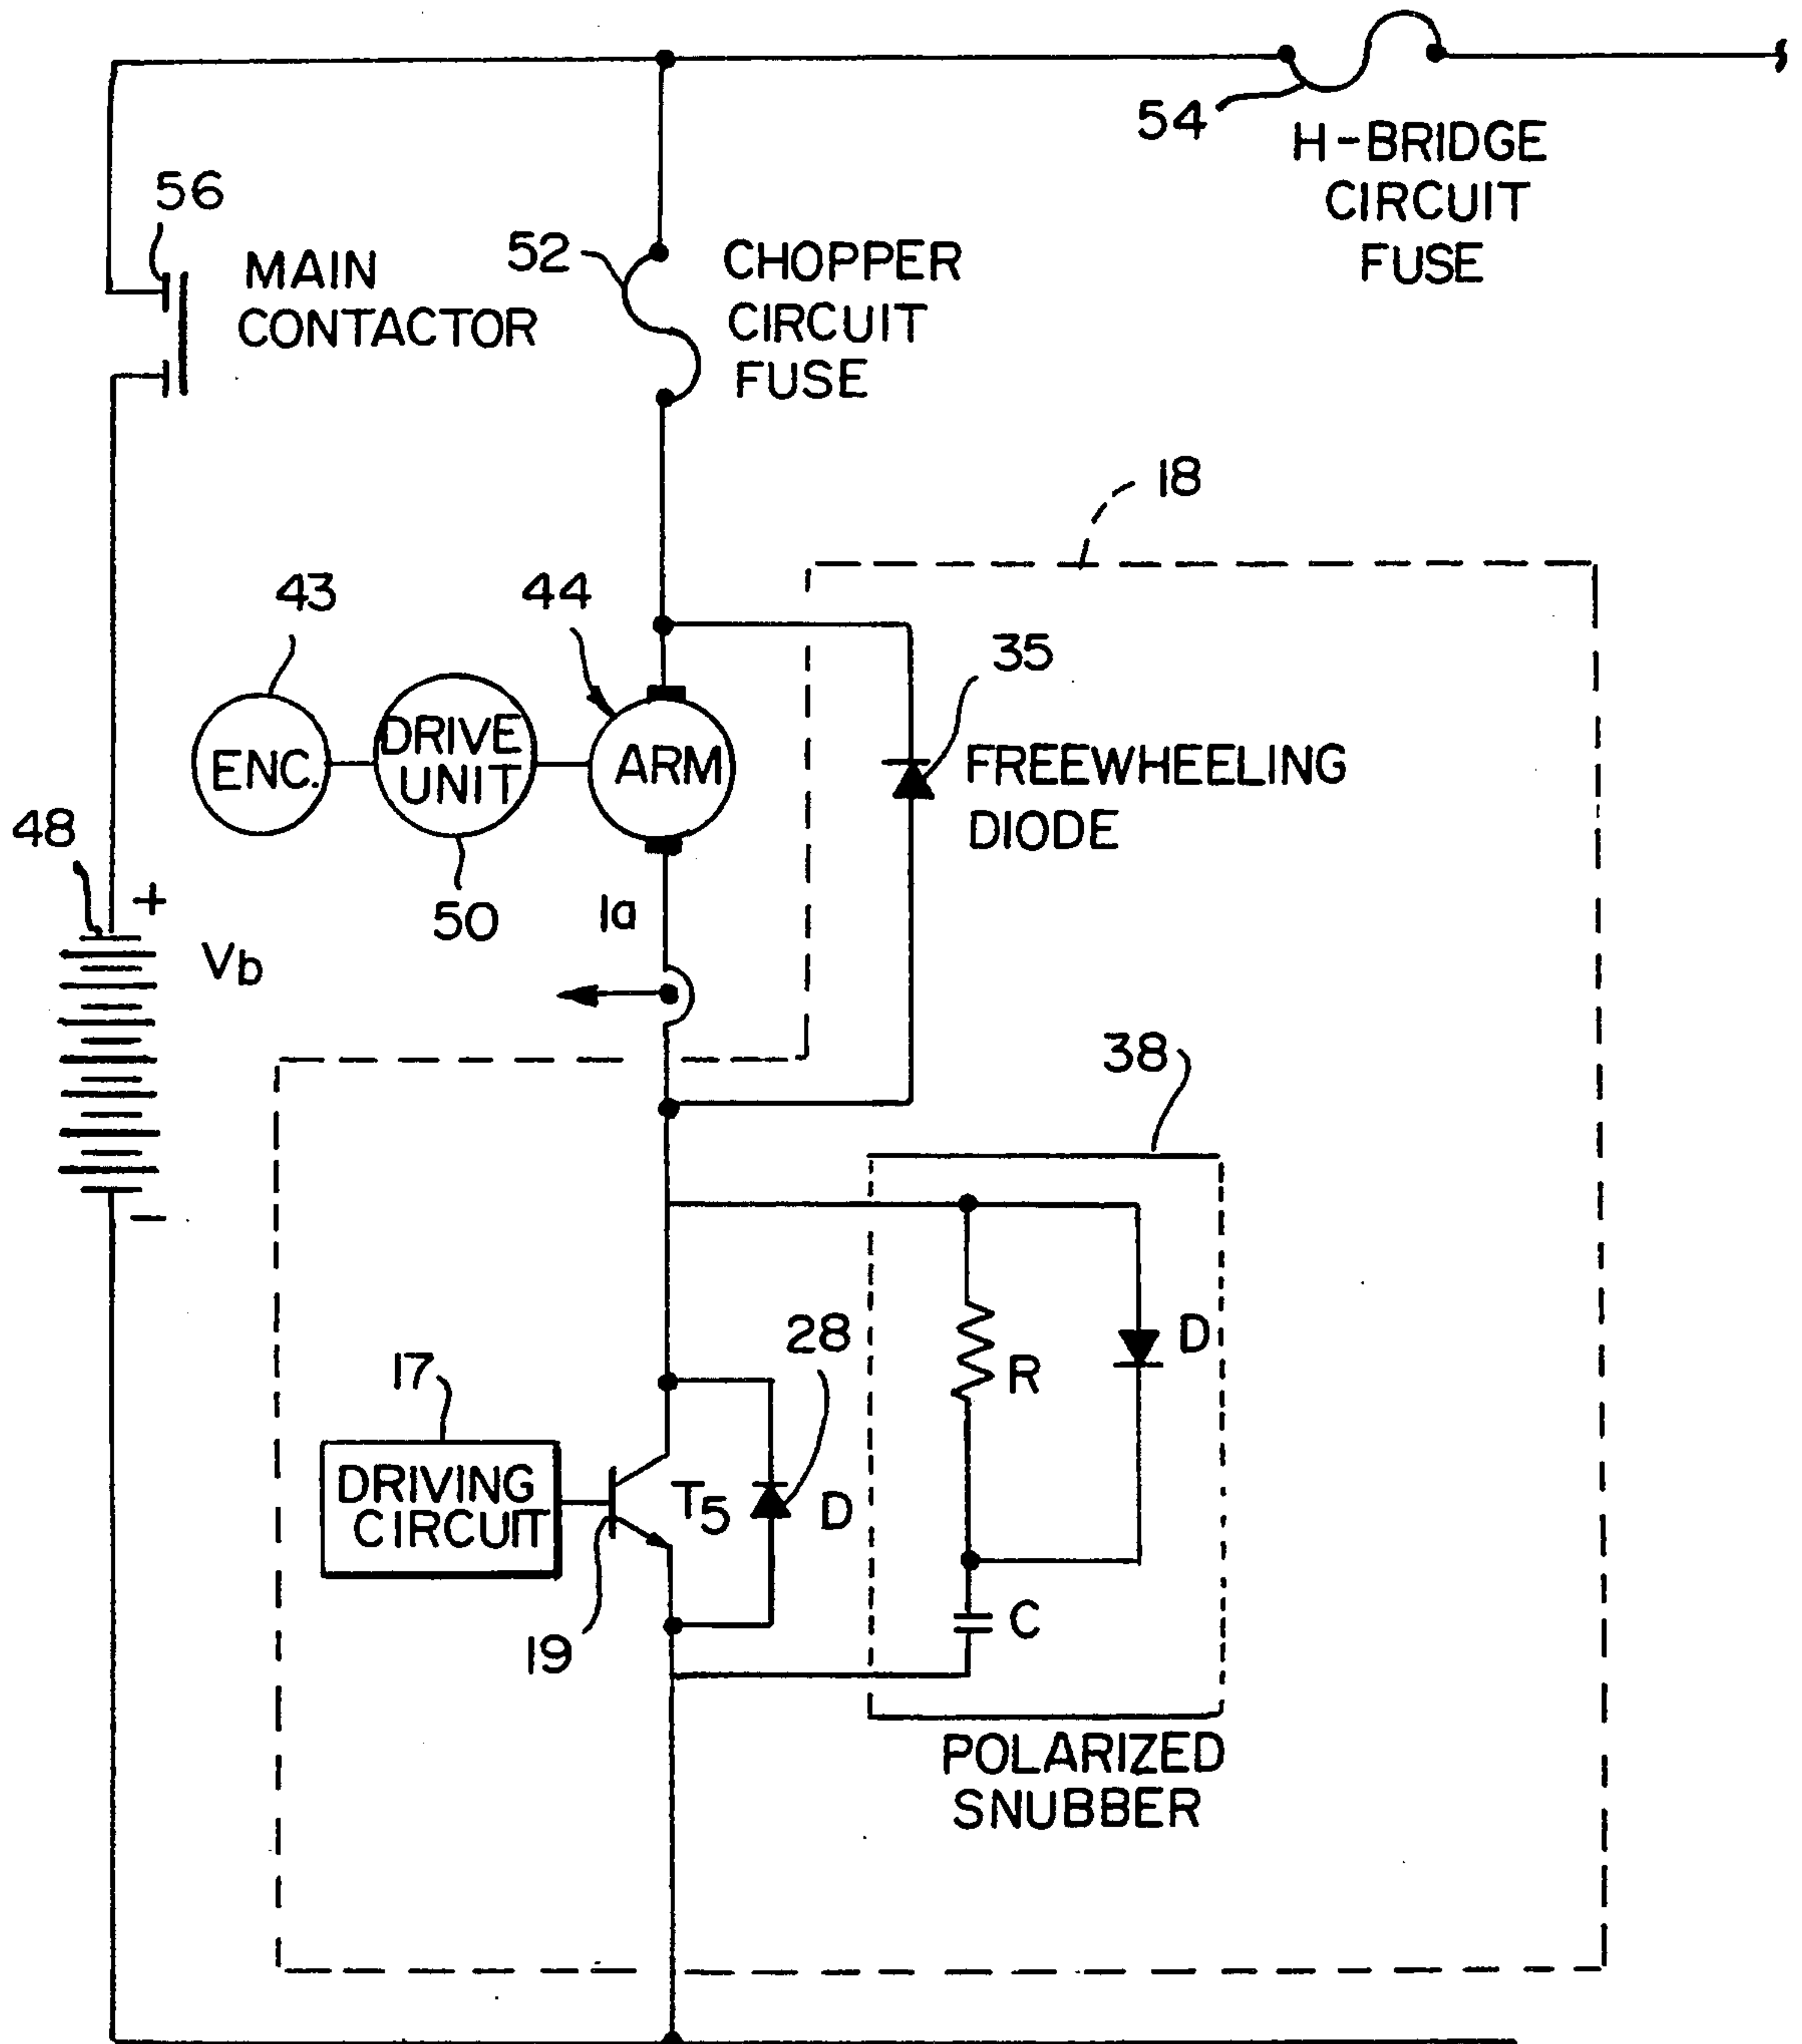 54
H-BRIDGE
CIRCUIT
FUSE
56
MAIN
CONTACTOR
52
CHOPPER
CIRCUIT
FUSE
18
43
44
35
ENC.
DRIVE
UNIT
ARM
FREEWHEELING
DIODE
48
+
50
Ia
Vb
38
-
28
D
R
17
DRIVING
CIRCUIT
T5
D
C
19
POLARIZED
SNUBBER